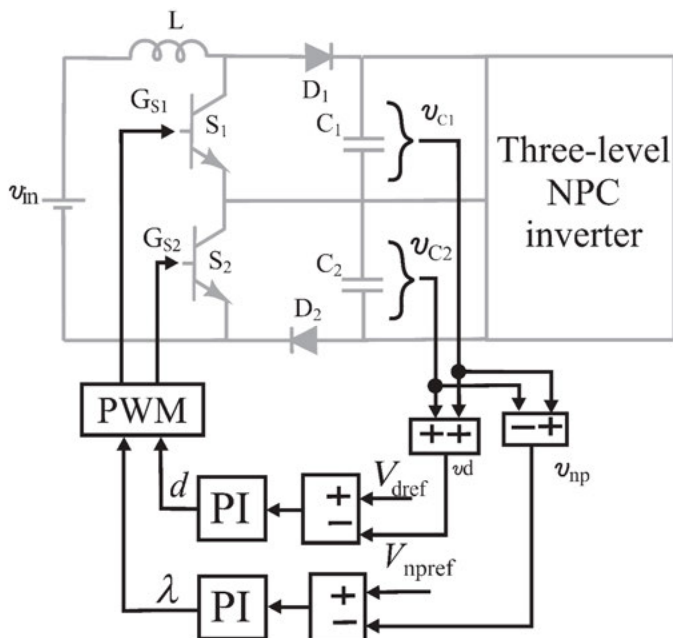 L
D1
GS1
S1
C1
vC1
Three-level
NPC
inverter
vin
GS2
S2
C2
vC2
D2
PWM
++
−+
vd
vnp
d
PI
+
−
Vdref
Vnpref
λ
PI
+
−